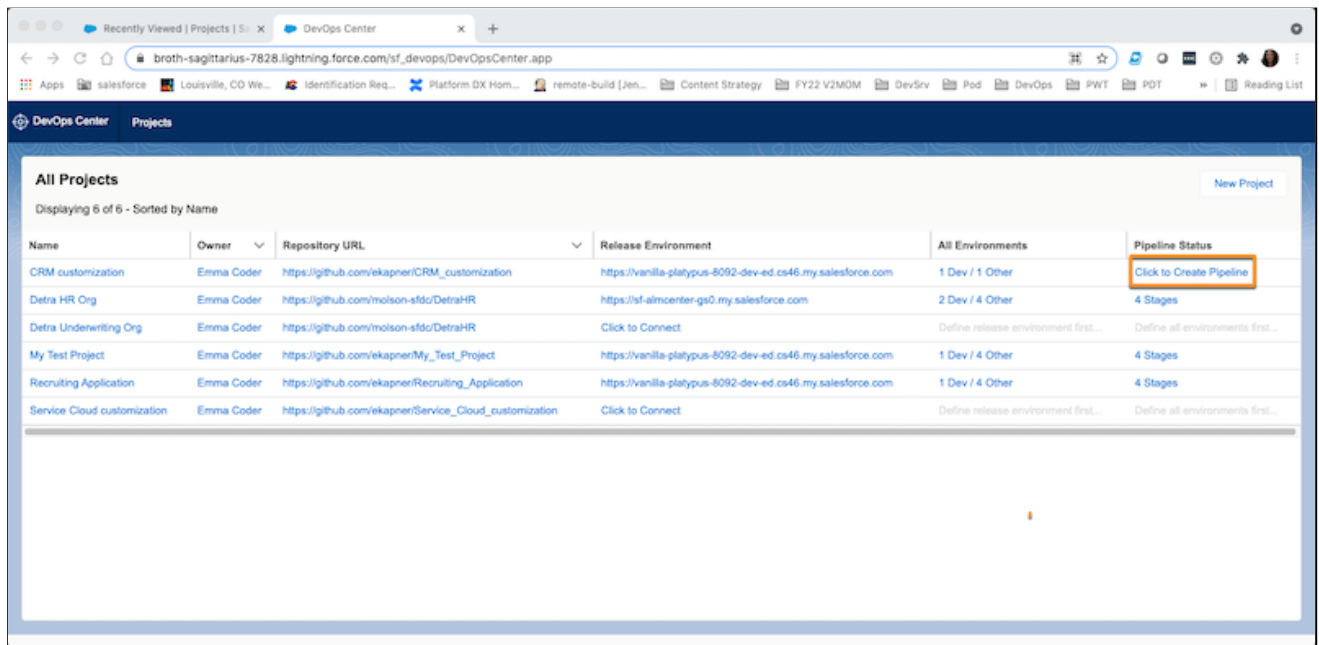 Recently Viewed | Projects | Sa
DevOps Center
broth-sagittarius-7828.lightning.force.com/sf_devops/DevOpsCenter.app
Apps salesforce Louisville, CO We... Identification Req... Platform DX Hom... remote-build [Jen... Content Strategy FY22 V2MOM DevSrv Pod DevOps PWT PDT » Reading List
DevOps Center Projects
All Projects
New Project
Displaying 6 of 6 - Sorted by Name
Name Owner Repository URL Release Environment All Environments Pipeline Status
CRM customization Emma Coder https://github.com/ekapner/CRM_customization https://vanilla-platypus-8092-dev-ed.cs46.my.salesforce.com 1 Dev / 1 Other Click to Create Pipeline
Detra HR Org Emma Coder https://github.com/molson-sfdc/DetraHR https://sf-almcenter-gs0.my.salesforce.com 2 Dev / 4 Other 4 Stages
Detra Underwriting Org Emma Coder https://github.com/molson-sfdc/DetraHR Click to Connect Define release environment first... Define all environments first...
My Test Project Emma Coder https://github.com/ekapner/My_Test_Project https://vanilla-platypus-8092-dev-ed.cs46.my.salesforce.com 1 Dev / 4 Other 4 Stages
Recruiting Application Emma Coder https://github.com/ekapner/Recruiting_Application https://vanilla-platypus-8092-dev-ed.cs46.my.salesforce.com 1 Dev / 4 Other 4 Stages
Service Cloud customization Emma Coder https://github.com/ekapner/Service_Cloud_customization Click to Connect Define release environment first... Define all environments first...